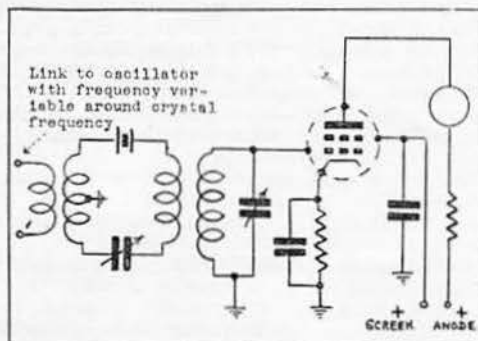 Link to oscillator
with frequency var-
iable around crystal
frequency
+ +
SCREEN ANODE